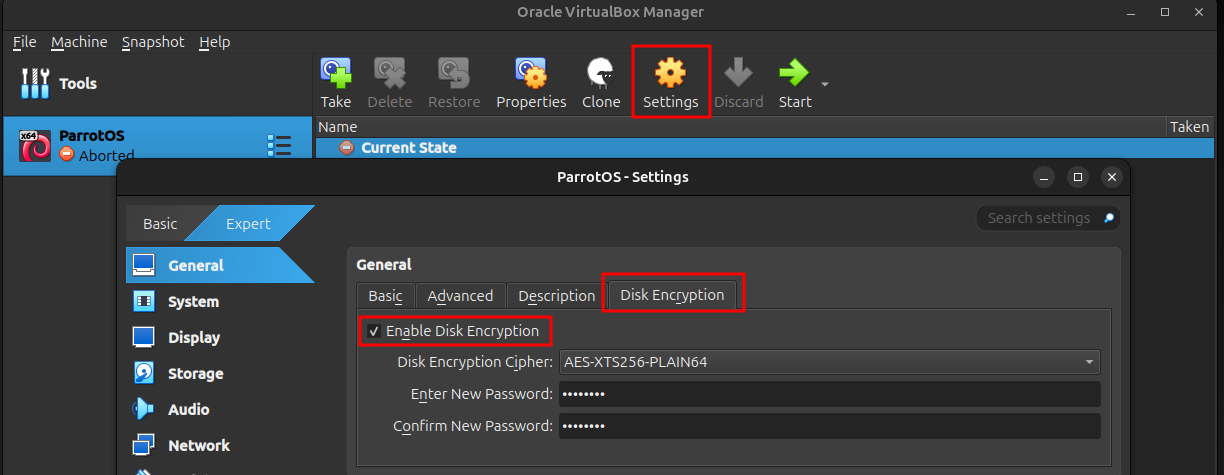 Oracle VirtualBox Manager
File Machine Snapshot Help
Tools
Take Delete Restore Properties Clone Settings Discard Start
Name Taken
x64
ParrotOS
Aborted
Current State
ParrotOS - Settings
Basic Expert
Search settings
General
System
Display
Storage
Audio
Network
General
Basic Advanced Description Disk Encryption
Enable Disk Encryption
Disk Encryption Cipher: AES-XTS256-PLAIN64
Enter New Password: ••••••••
Confirm New Password: ••••••••